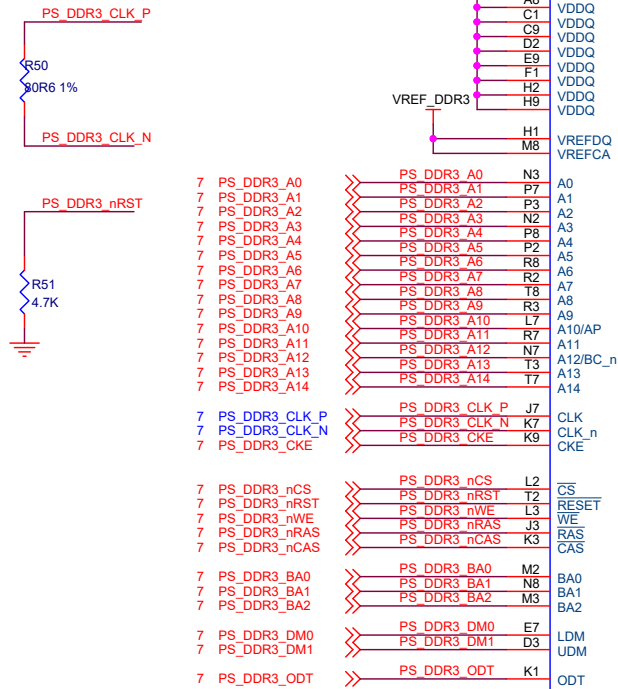 PS_DDR3_CLK_P
R50
80R6 1%
PS_DDR3_CLK_N
PS_DDR3_nRST
R51
4.7K
C1 VDDQ
C9 VDDQ
D2 VDDQ
E9 VDDQ
F1 VDDQ
H2 VDDQ
H9 VDDQ
VDDQ
VREF_DDR3
H1 VREFDQ
M8 VREFCA
7 PS_DDR3_A0 PS_DDR3_A0 N3 A0
7 PS_DDR3_A1 PS_DDR3_A1 P7 A1
7 PS_DDR3_A2 PS_DDR3_A2 P3 A2
7 PS_DDR3_A3 PS_DDR3_A3 N2 A3
7 PS_DDR3_A4 PS_DDR3_A4 P8 A4
7 PS_DDR3_A5 PS_DDR3_A5 P2 A5
7 PS_DDR3_A6 PS_DDR3_A6 R8 A6
7 PS_DDR3_A7 PS_DDR3_A7 R2 A7
7 PS_DDR3_A8 PS_DDR3_A8 T8 A8
7 PS_DDR3_A9 PS_DDR3_A9 R3 A9
7 PS_DDR3_A10 PS_DDR3_A10 L7 A10/AP
7 PS_DDR3_A11 PS_DDR3_A11 R7 A11
7 PS_DDR3_A12 PS_DDR3_A12 N7 A12/BC_n
7 PS_DDR3_A13 PS_DDR3_A13 T3 A13
7 PS_DDR3_A14 PS_DDR3_A14 T7 A14
7 PS_DDR3_CLK_P PS_DDR3_CLK_P J7 CLK
7 PS_DDR3_CLK_N PS_DDR3_CLK_N K7 CLK_n
7 PS_DDR3_CKE PS_DDR3_CKE K9 CKE
7 PS_DDR3_nCS PS_DDR3_nCS L2 CS
7 PS_DDR3_nRST PS_DDR3_nRST T2 RESET
7 PS_DDR3_nWE PS_DDR3_nWE L3 WE
7 PS_DDR3_nRAS PS_DDR3_nRAS J3 RAS
7 PS_DDR3_nCAS PS_DDR3_nCAS K3 CAS
7 PS_DDR3_BA0 PS_DDR3_BA0 M2 BA0
7 PS_DDR3_BA1 PS_DDR3_BA1 N8 BA1
7 PS_DDR3_BA2 PS_DDR3_BA2 M3 BA2
7 PS_DDR3_DM0 PS_DDR3_DM0 E7 LDM
7 PS_DDR3_DM1 PS_DDR3_DM1 D3 UDM
7 PS_DDR3_ODT PS_DDR3_ODT K1 ODT